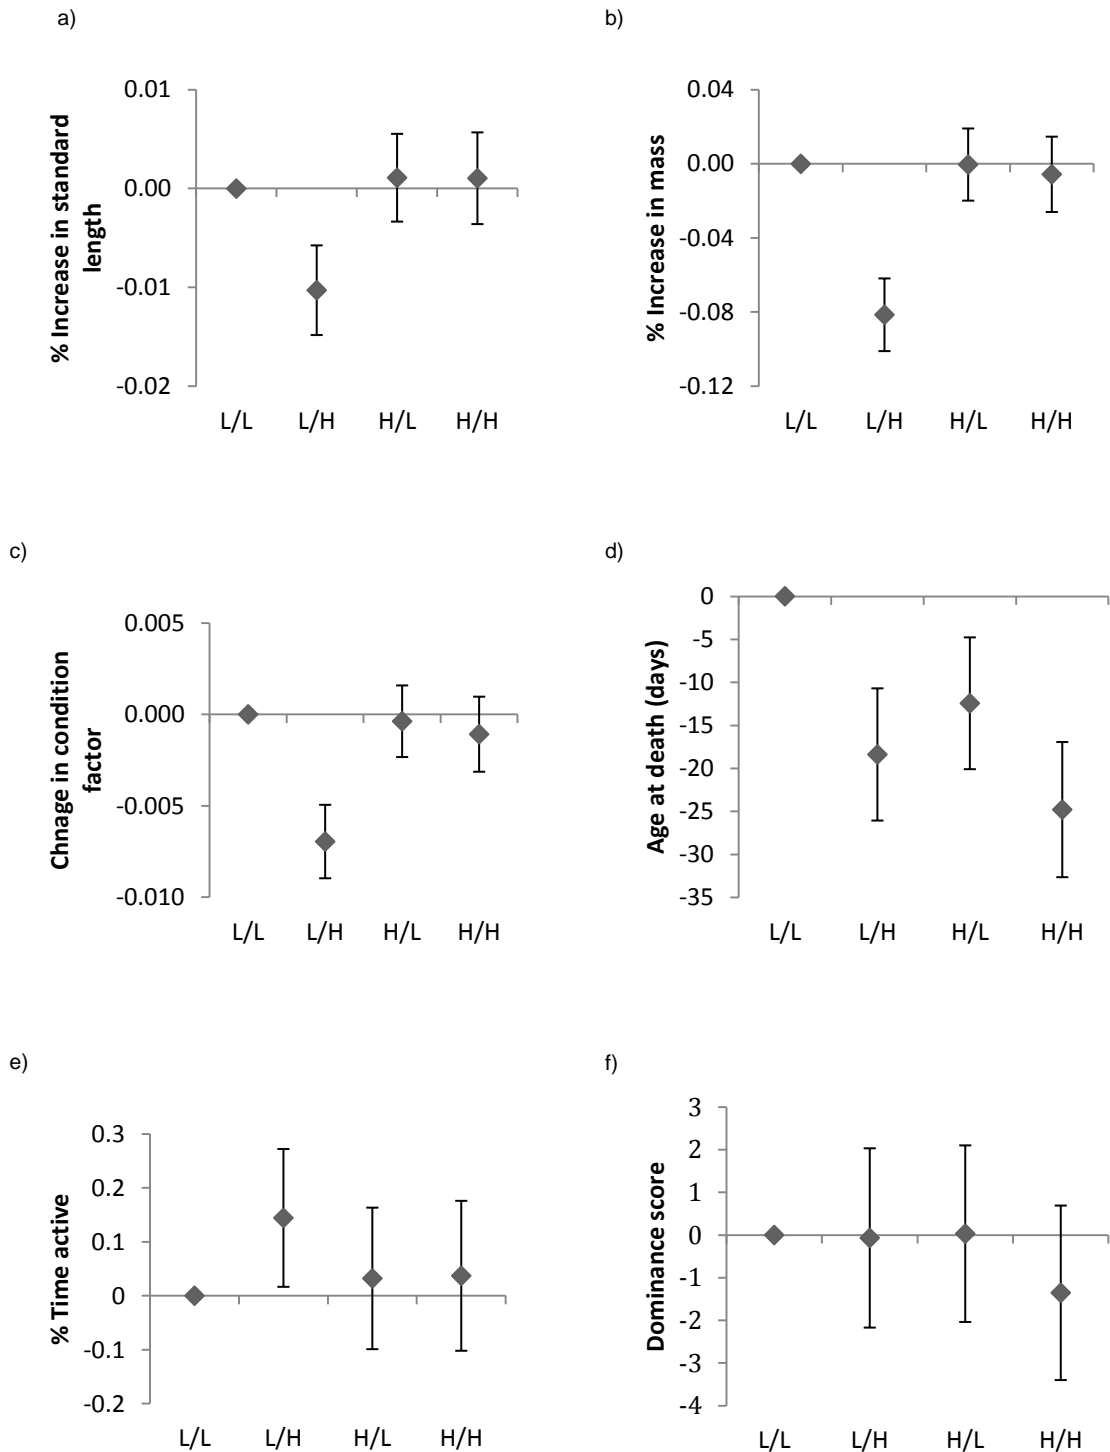 a)
% Increase in standard
length
0.01
0.00
-0.01
-0.02
L/L L/H H/L H/H
b)
% Increase in mass
0.04
0.00
-0.04
-0.08
-0.12
L/L L/H H/L H/H
c)
Chnage in condition
factor
0.005
0.000
-0.005
-0.010
L/L L/H H/L H/H
d)
Age at death (days)
0
-5
-10
-15
-20
-25
-30
-35
L/L L/H H/L H/H
e)
% Time active
0.3
0.2
0.1
0
-0.1
-0.2
L/L L/H H/L H/H
f)
Dominance score
3
2
1
0
-1
-2
-3
-4
L/L L/H H/L H/H